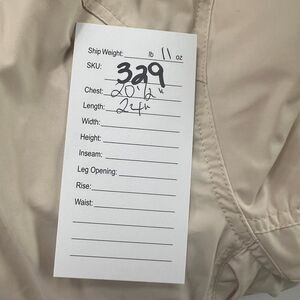 Ship Weight: lb 11 oz
SKU: 329
Chest: 20 1/2"
Length: 24"
Width:
Height:
Inseam:
Leg Opening:
Rise:
Waist: